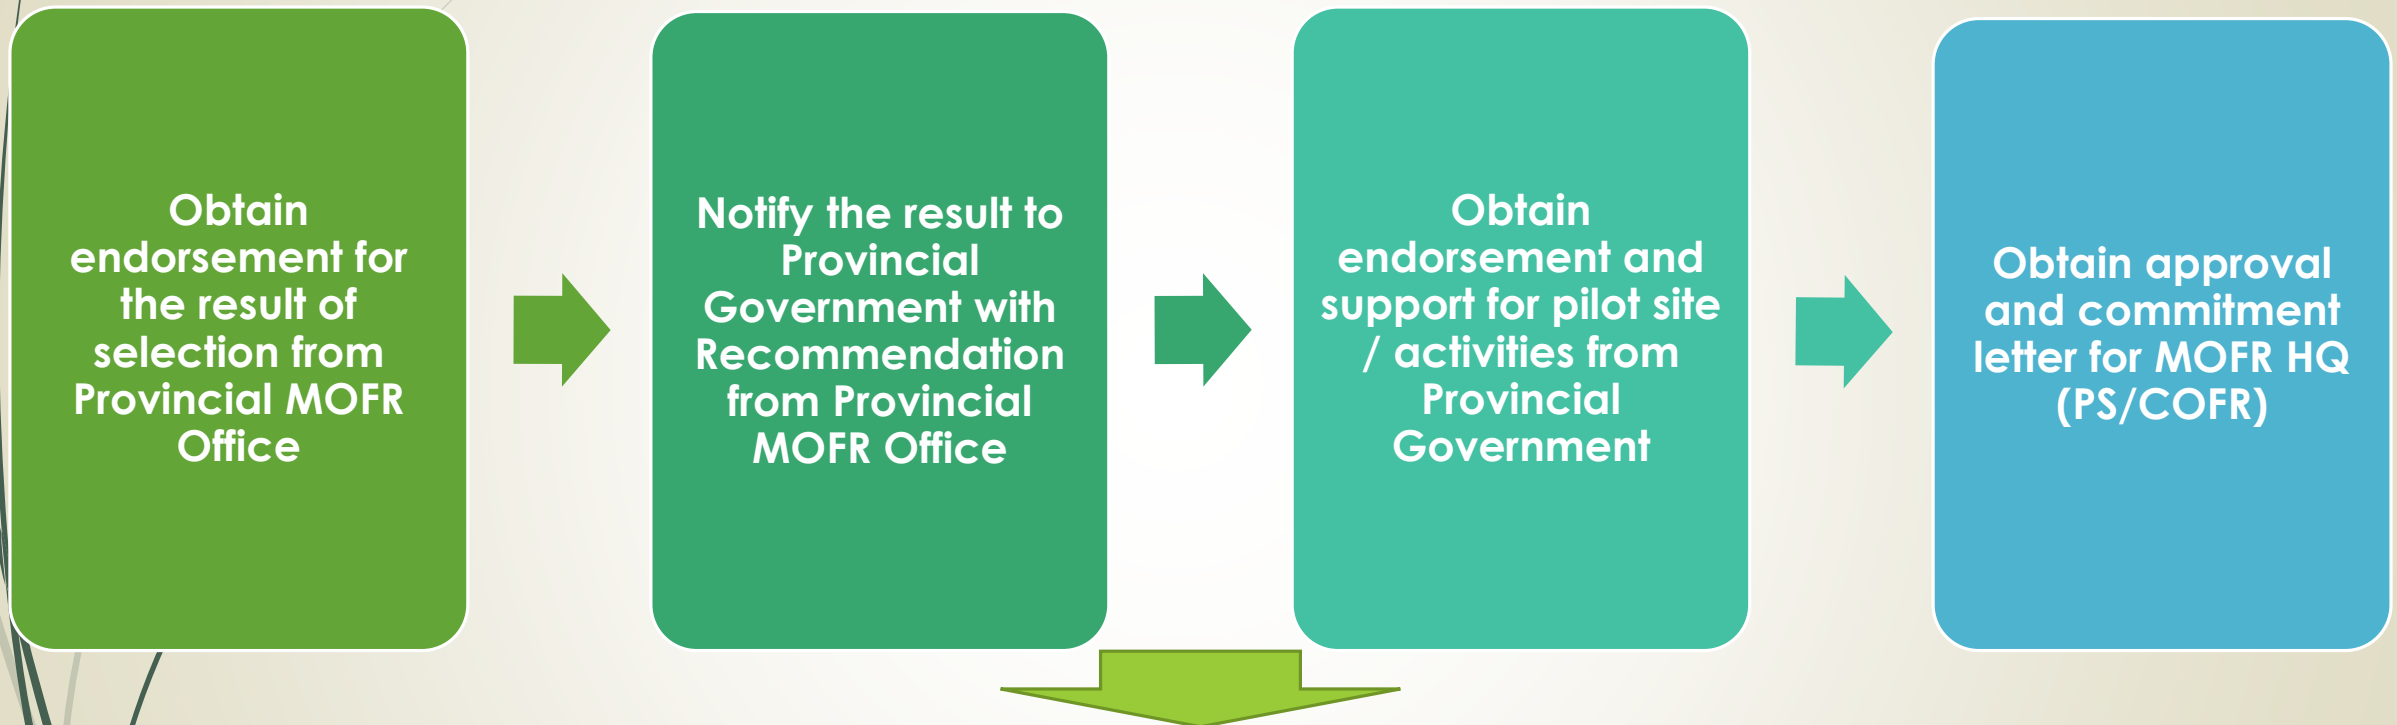 Obtain
endorsement for
the result of
selection from
Provincial MOFR
Office
Notify the result to
Provincial
Government with
Recommendation
from Provincial
MOFR Office
Obtain
endorsement and
support for pilot site
/ activities from
Provincial
Government
Obtain approval
and commitment
letter for MOFR HQ
(PS/COFR)